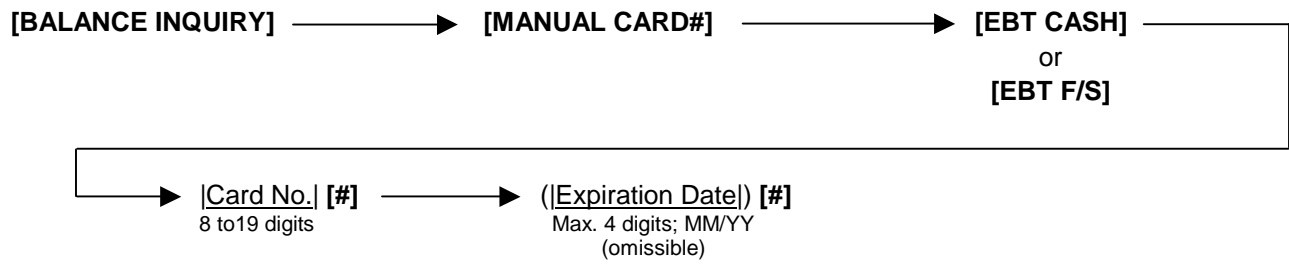 [BALANCE INQUIRY] [MANUAL CARD#] [EBT CASH]
or
[EBT F/S]
|Card No.| [#] (|Expiration Date|) [#]
8 to19 digits Max. 4 digits; MM/YY
(omissible)